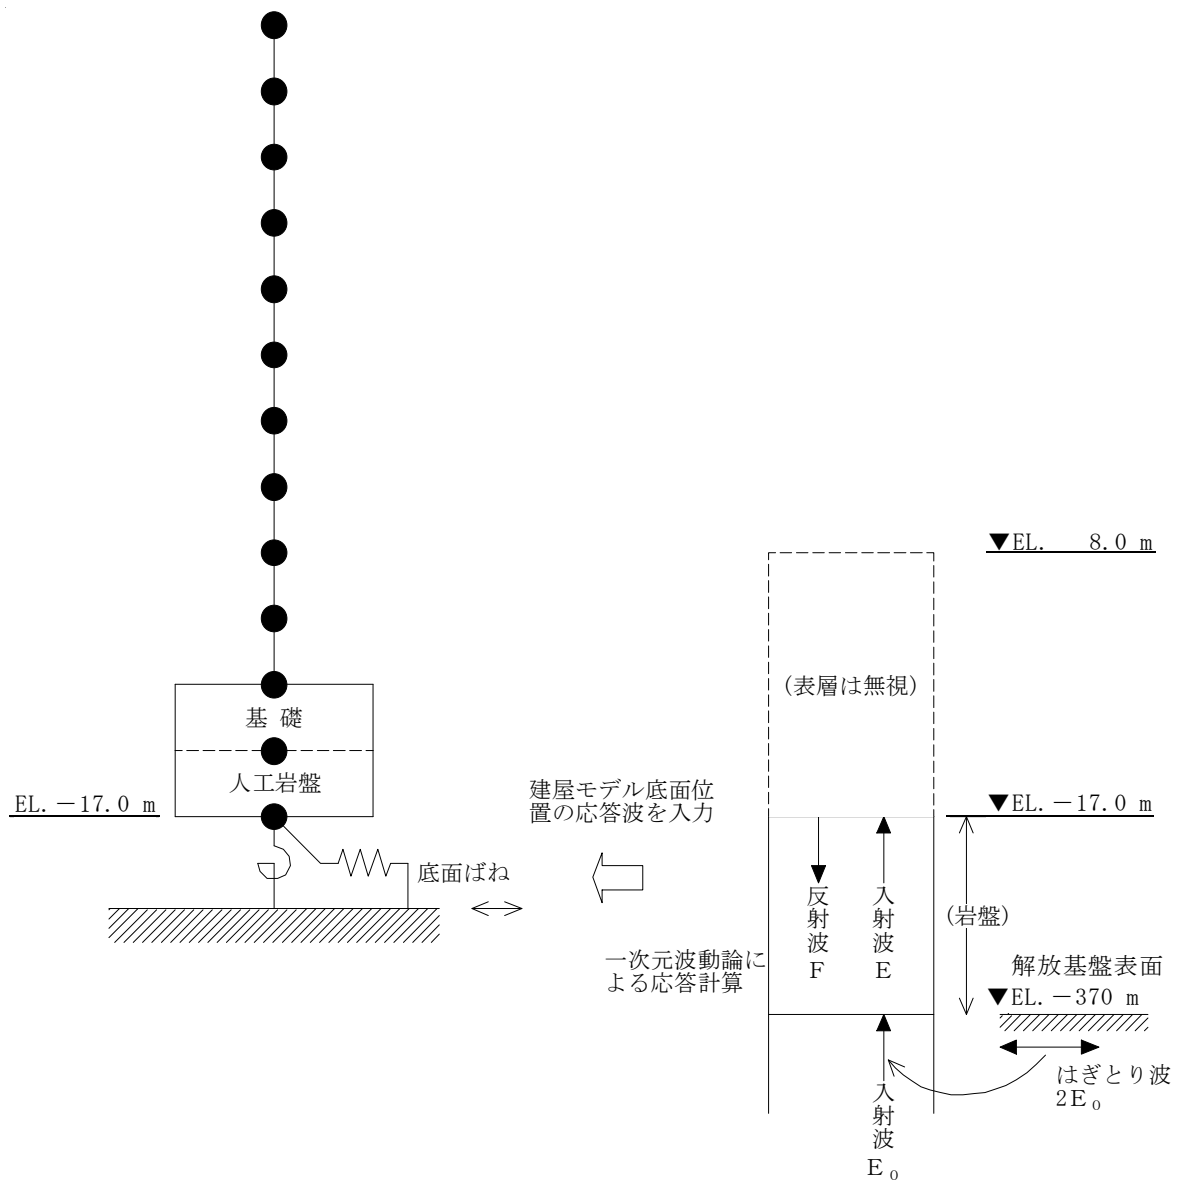 ▼EL. 8.0 m
(表層は無視)
基 礎
人工岩盤
EL.－17.0 m
底面ばね
建屋モデル底面位
置の応答波を入力
▼EL.－17.0 m
反射波F
入射波E
(岩盤)
一次元波動論に
よる応答計算
解放基盤表面
▼EL.－370 m
はぎとり波
2E₀
入射波E₀